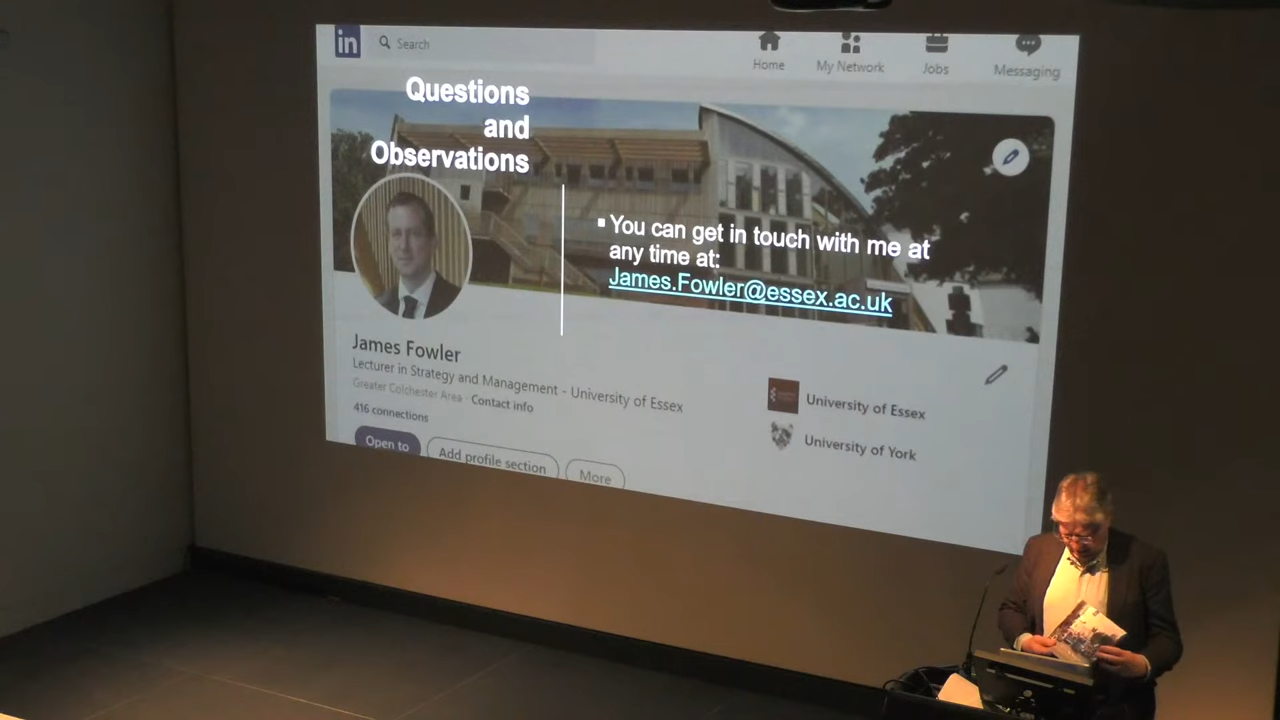 in
Search
Home
My Network
Jobs
Messaging
Questions
and
Observations
▪ You can get in touch with me at
any time at:
James.Fowler@essex.ac.uk
James Fowler
Lecturer in Strategy and Management - University of Essex
Greater Colchester Area · Contact info
416 connections
Open to
Add profile section
More
University of Essex
University of York